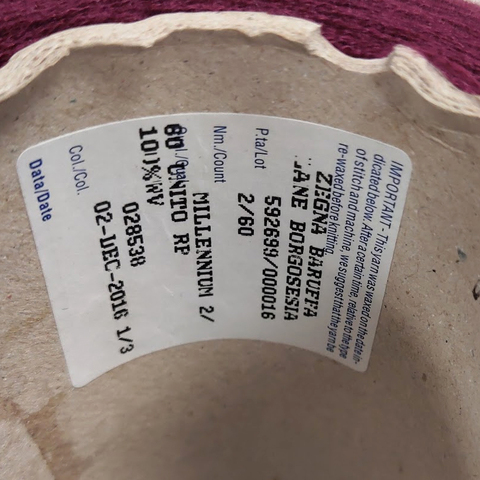 IMPORTANT - This yarn was waxed on the date in-
dicated below. After a certain time, relative to the type
of stitch and machine, we suggest that the yarn be
re-waxed before knitting.
ZEGNA BARUFFA
LANE BORGOSESIA
P.ta/Lot 592699/000016
Nm./Count 2/60
MILLENNIUM 2/
60 UNITO RP
100%WV
Col./Col. 028538
Data/Date 02-DEC-2016 1/3